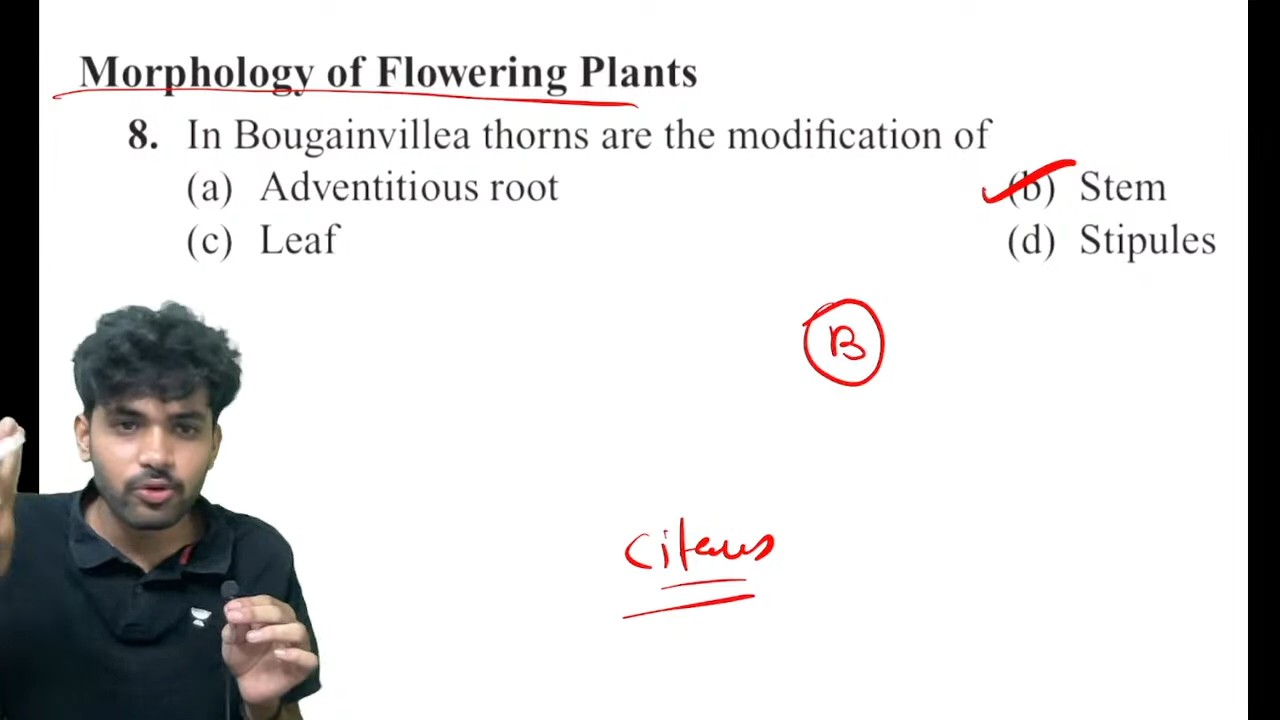 Morphology of Flowering Plants
8. In Bougainvillea thorns are the modification of
(a) Adventitious root (b) Stem
(c) Leaf (d) Stipules
B
Citrus